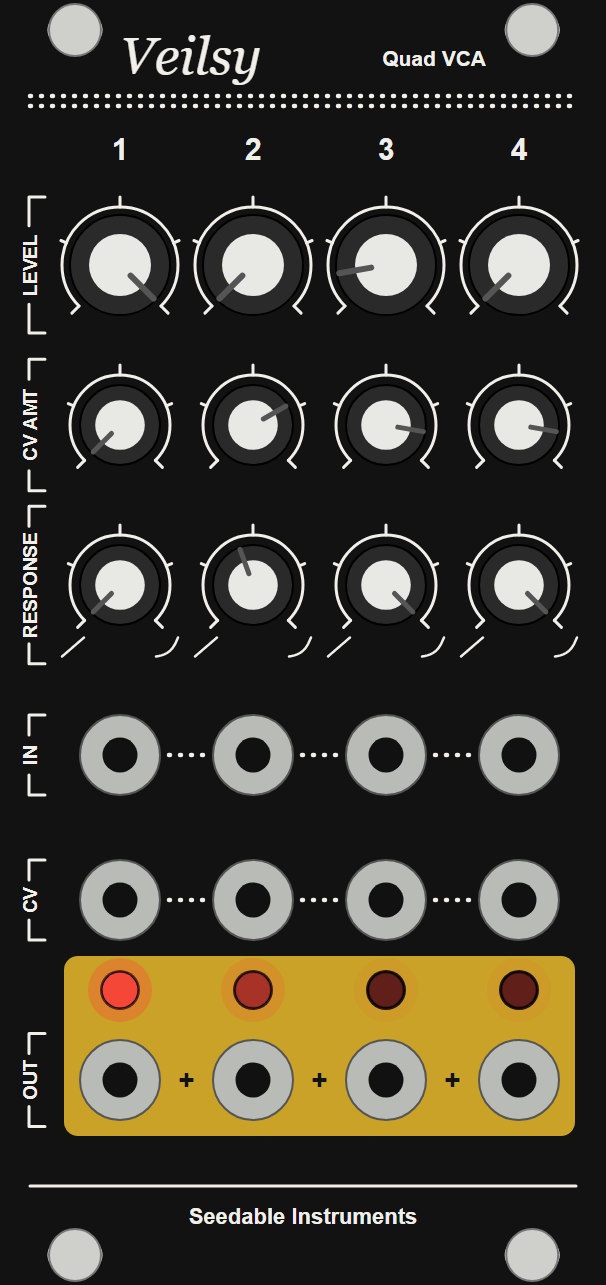 Veilsy
Quad VCA
1 2 3 4
LEVEL
CV AMT
RESPONSE
IN
CV
OUT
+ + +
Seedable Instruments